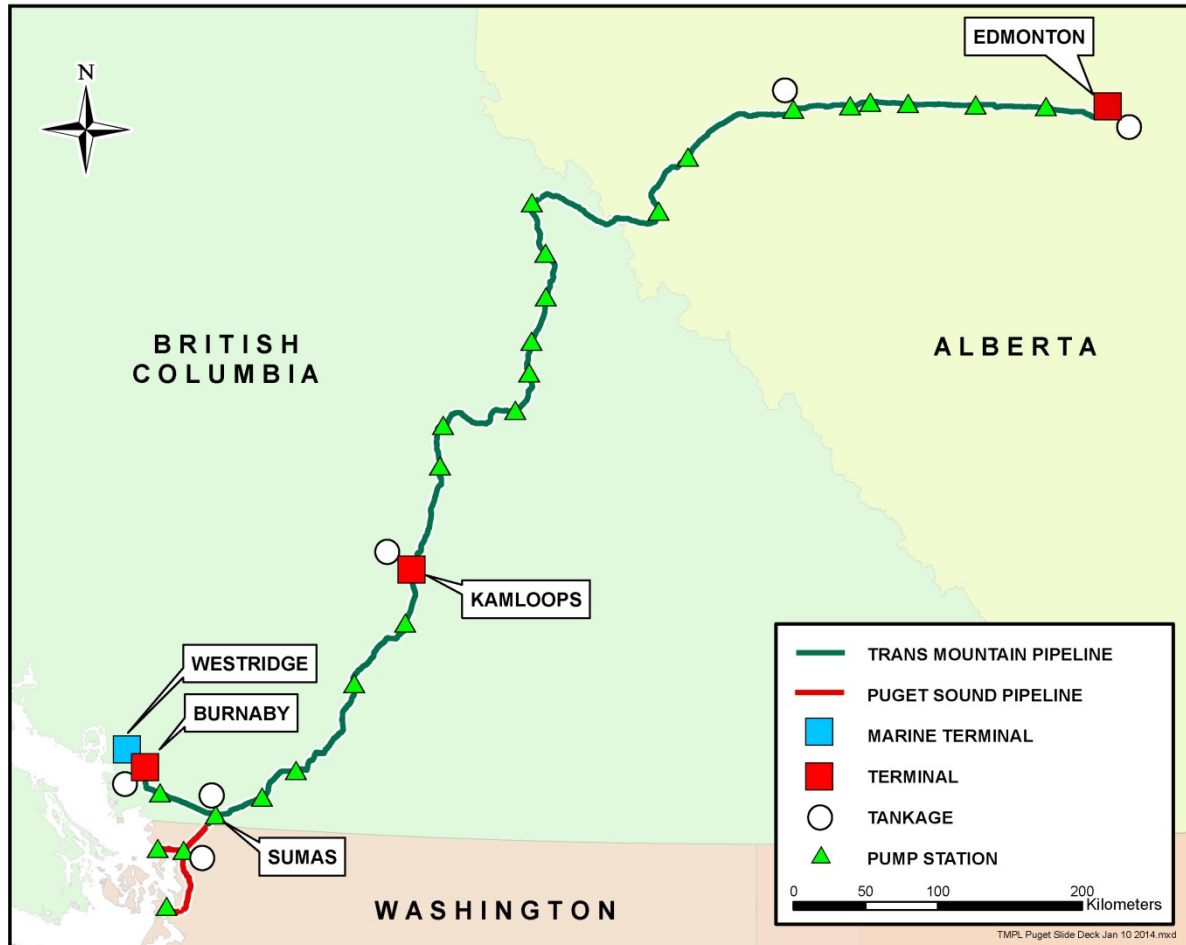 N
EDMONTON
BRITISH
COLUMBIA
ALBERTA
KAMLOOPS
WESTRIDGE
BURNABY
SUMAS
WASHINGTON
TRANS MOUNTAIN PIPELINE
PUGET SOUND PIPELINE
MARINE TERMINAL
TERMINAL
TANKAGE
PUMP STATION
0 50 100 200
Kilometers
TMPL Puget Slide Deck Jan 10 2014.mxd